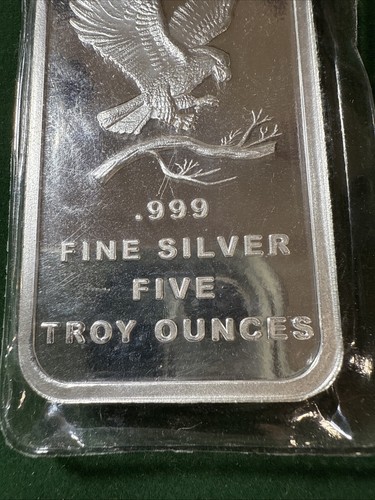 .999
FINE SILVER
FIVE
TROY OUNCES